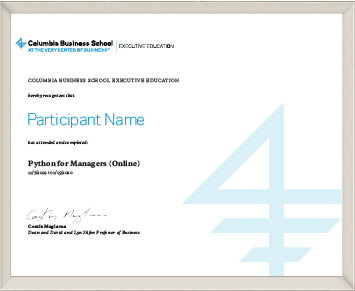 Columbia Business School
AT THE VERY CENTER OF BUSINESS™
EXECUTIVE EDUCATION
COLUMBIA BUSINESS SCHOOL EXECUTIVE EDUCATION
hereby recognizes that
Participant Name
has attended and completed:
Python for Managers (Online)
Costis Maglaras
Dean and David and Lyn Silfen Professor of Business